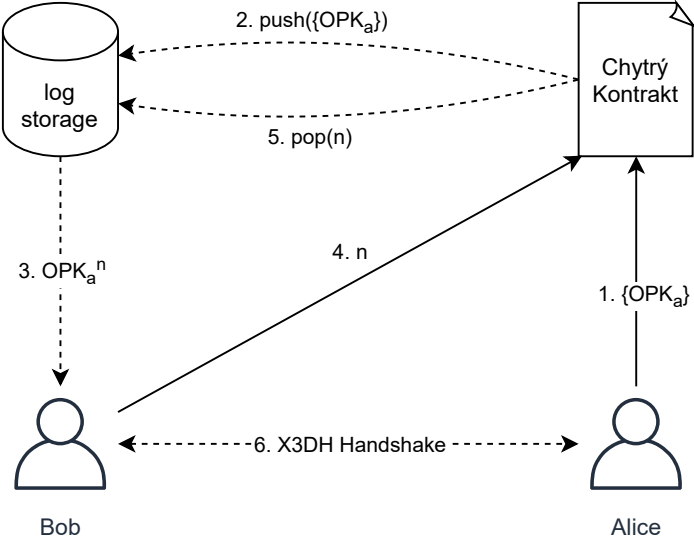 2. push({OPKa})
log
storage
Chytrý
Kontrakt
5. pop(n)
4. n
3. OPKaⁿ
1. {OPKa}
6. X3DH Handshake
Bob
Alice